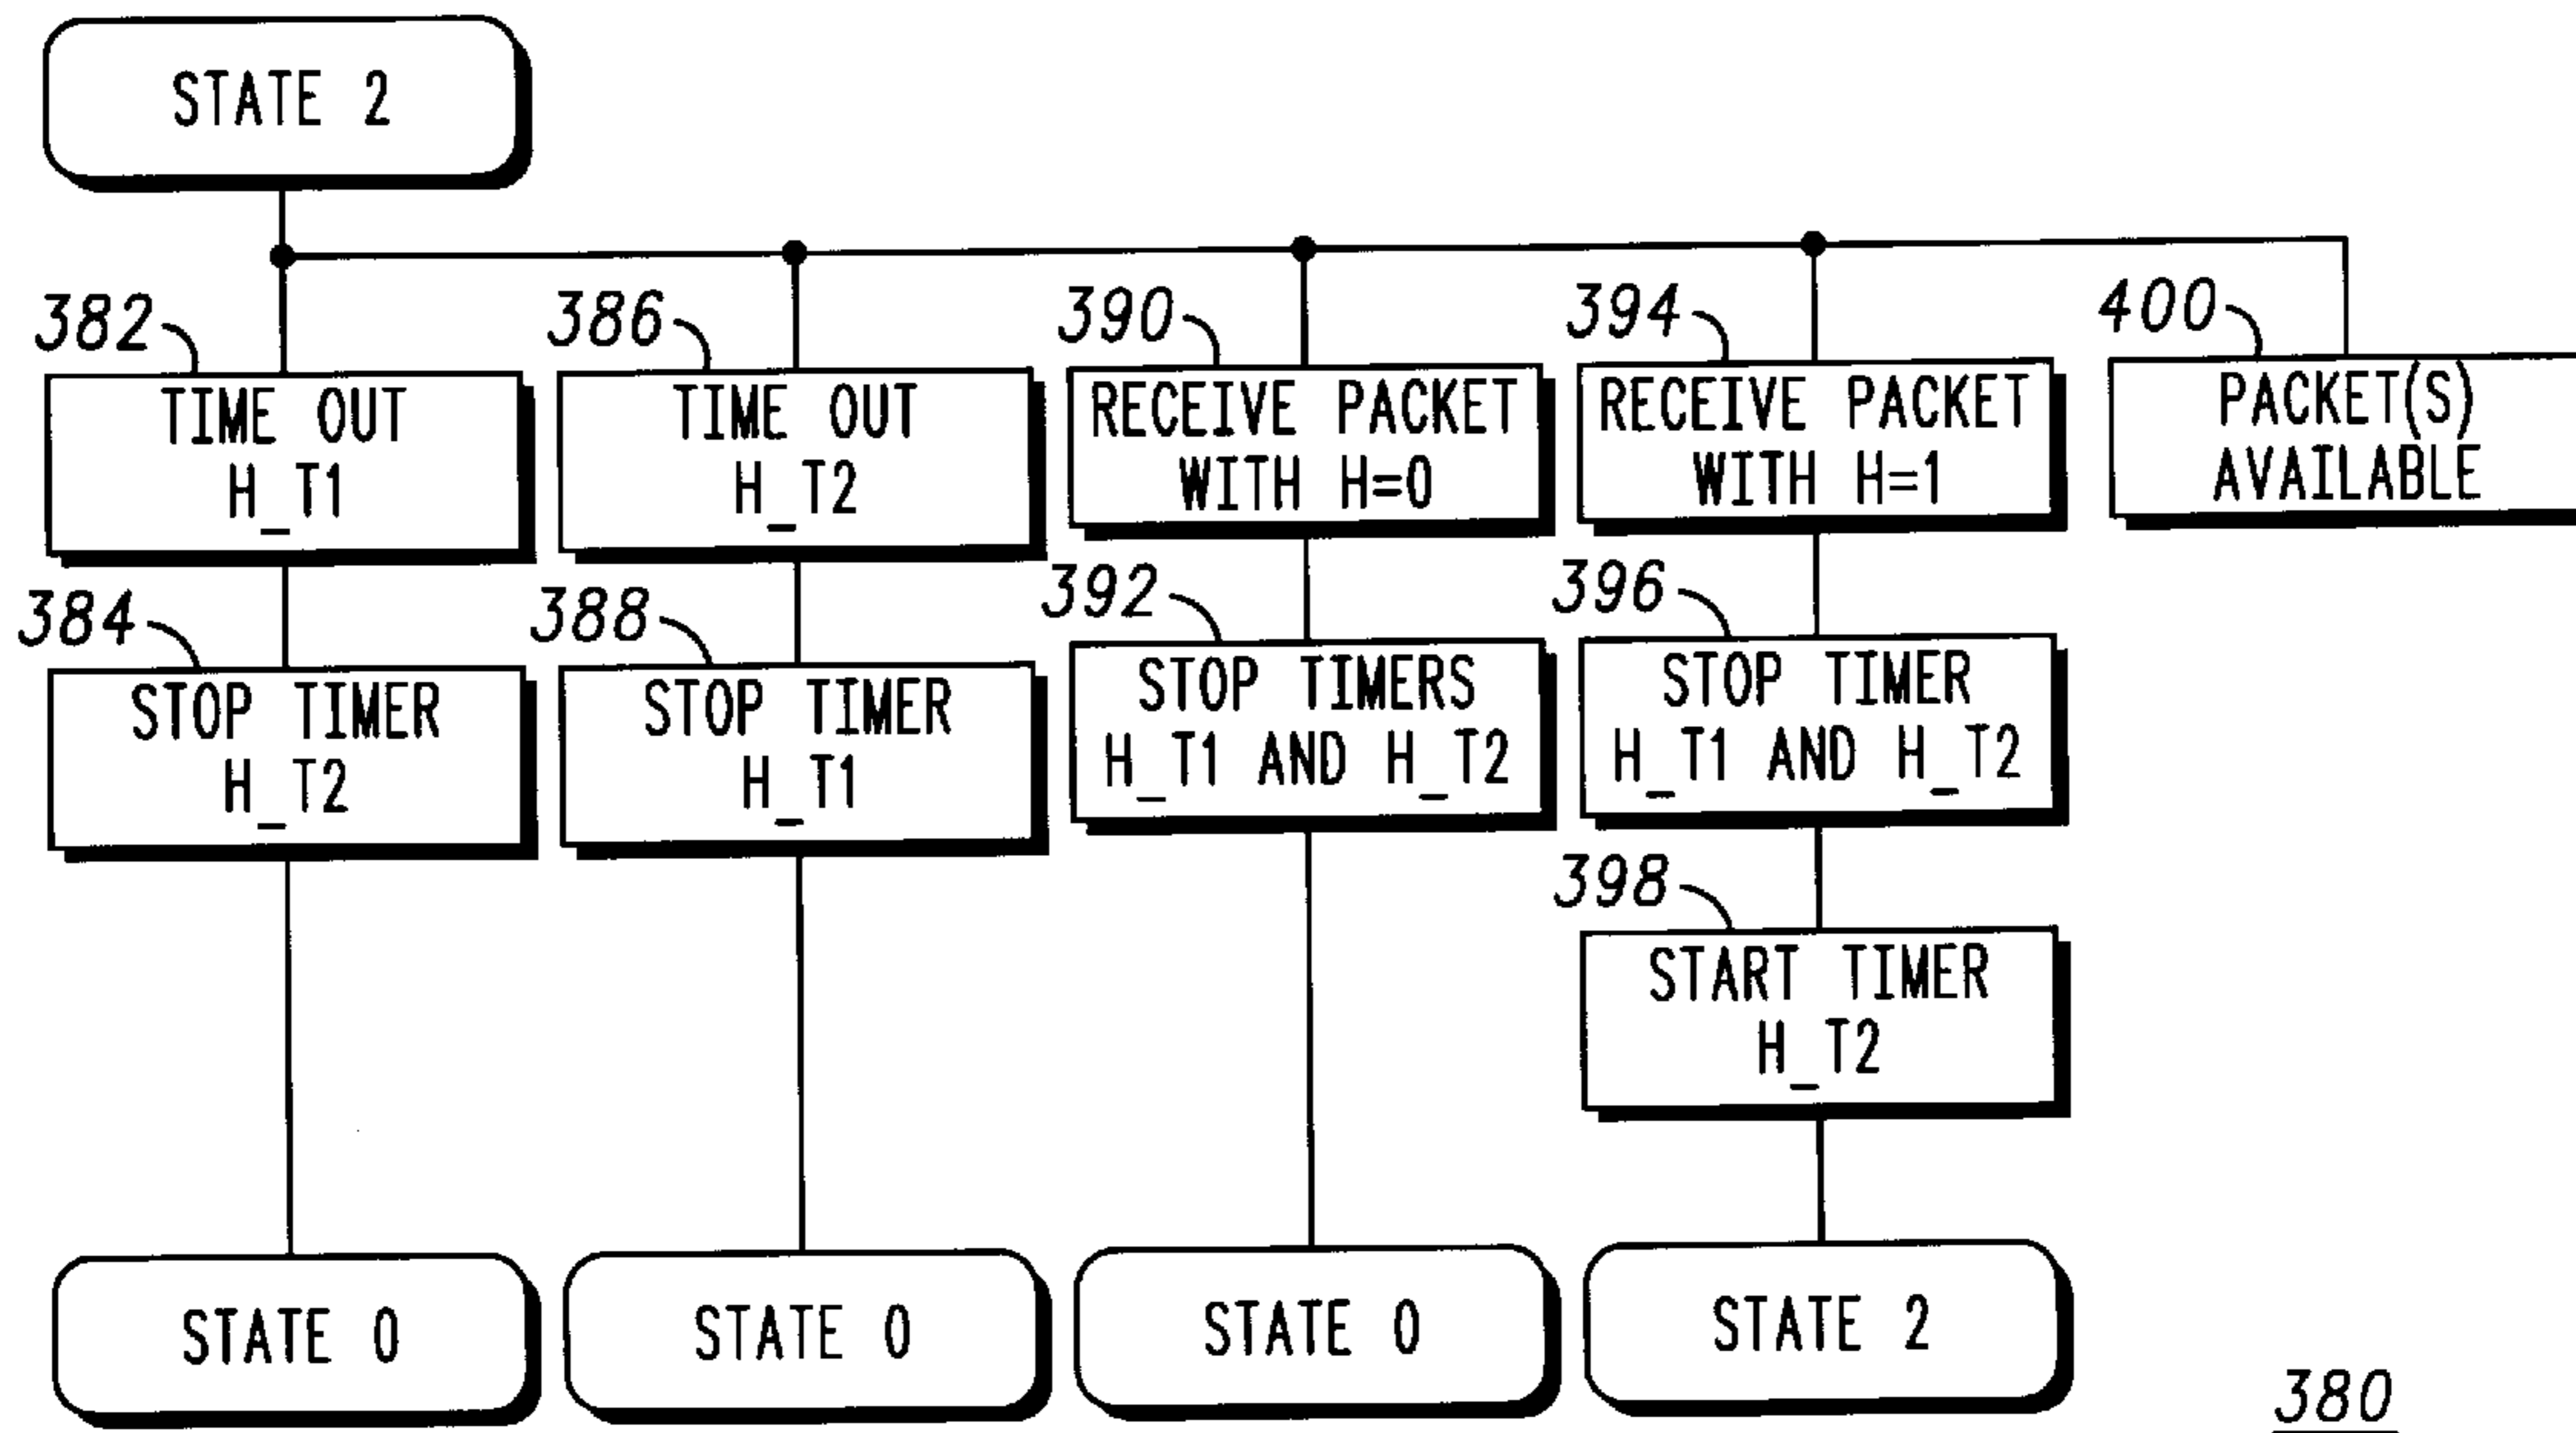 STATE 2
382
TIME OUT
H_T1
386
TIME OUT
H_T2
390
RECEIVE PACKET
WITH H=0
394
RECEIVE PACKET
WITH H=1
400
PACKET(S)
AVAILABLE
384
STOP TIMER
H_T2
388
STOP TIMER
H_T1
392
STOP TIMERS
H_T1 AND H_T2
396
STOP TIMER
H_T1 AND H_T2
398
START TIMER
H_T2
STATE 0
STATE 0
STATE 0
STATE 2
380